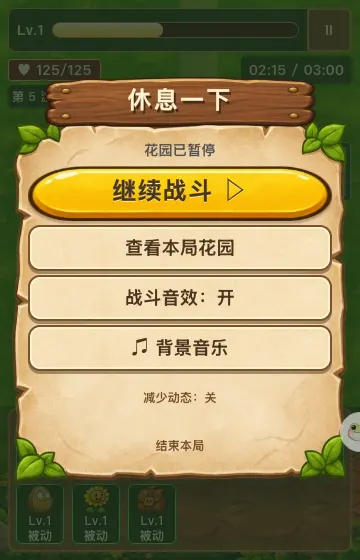 Lv.1
125/125
02:15 / 03:00
第 5
休息一下
花园已暂停
继续战斗
查看本局花园
战斗音效：开
背景音乐
减少动态：关
结束本局
Lv.1 Lv.1 Lv.1
被动 被动 被动